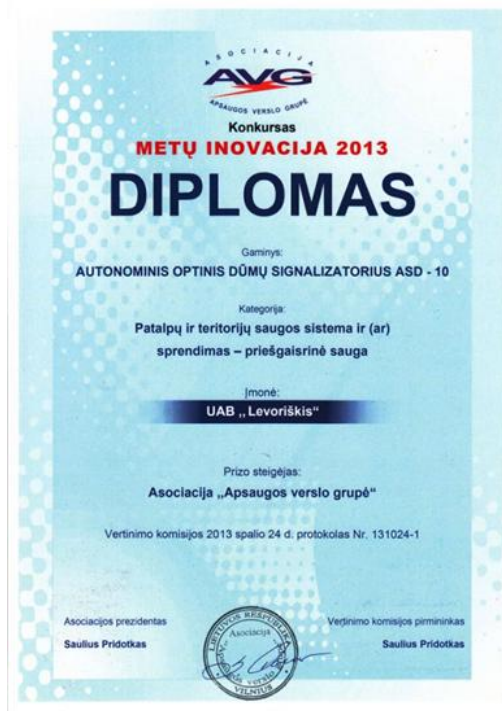 ASOCIACIJA
AVG
APSAUGOS VERSLO GRUPĖ
Konkursas
METŲ INOVACIJA 2013
DIPLOMAS
Gaminys:
AUTONOMINIS OPTINIS DŪMŲ SIGNALIZATORIUS ASD - 10
Kategorija:
Patalpų ir teritorijų saugos sistema ir (ar)
sprendimas – priešgaisrinė sauga
Įmonė:
UAB ,,Levoriškis“
Prizo steigėjas:
Asociacija „Apsaugos verslo grupė“
Vertinimo komisijos 2013 spalio 24 d. protokolas Nr. 131024-1
Asociacijos prezidentas
Saulius Pridotkas
Vertinimo komisijos pirmininkas
Saulius Pridotkas
LIETUVOS RESPUBLIKA
Asociacija
VILNIUS